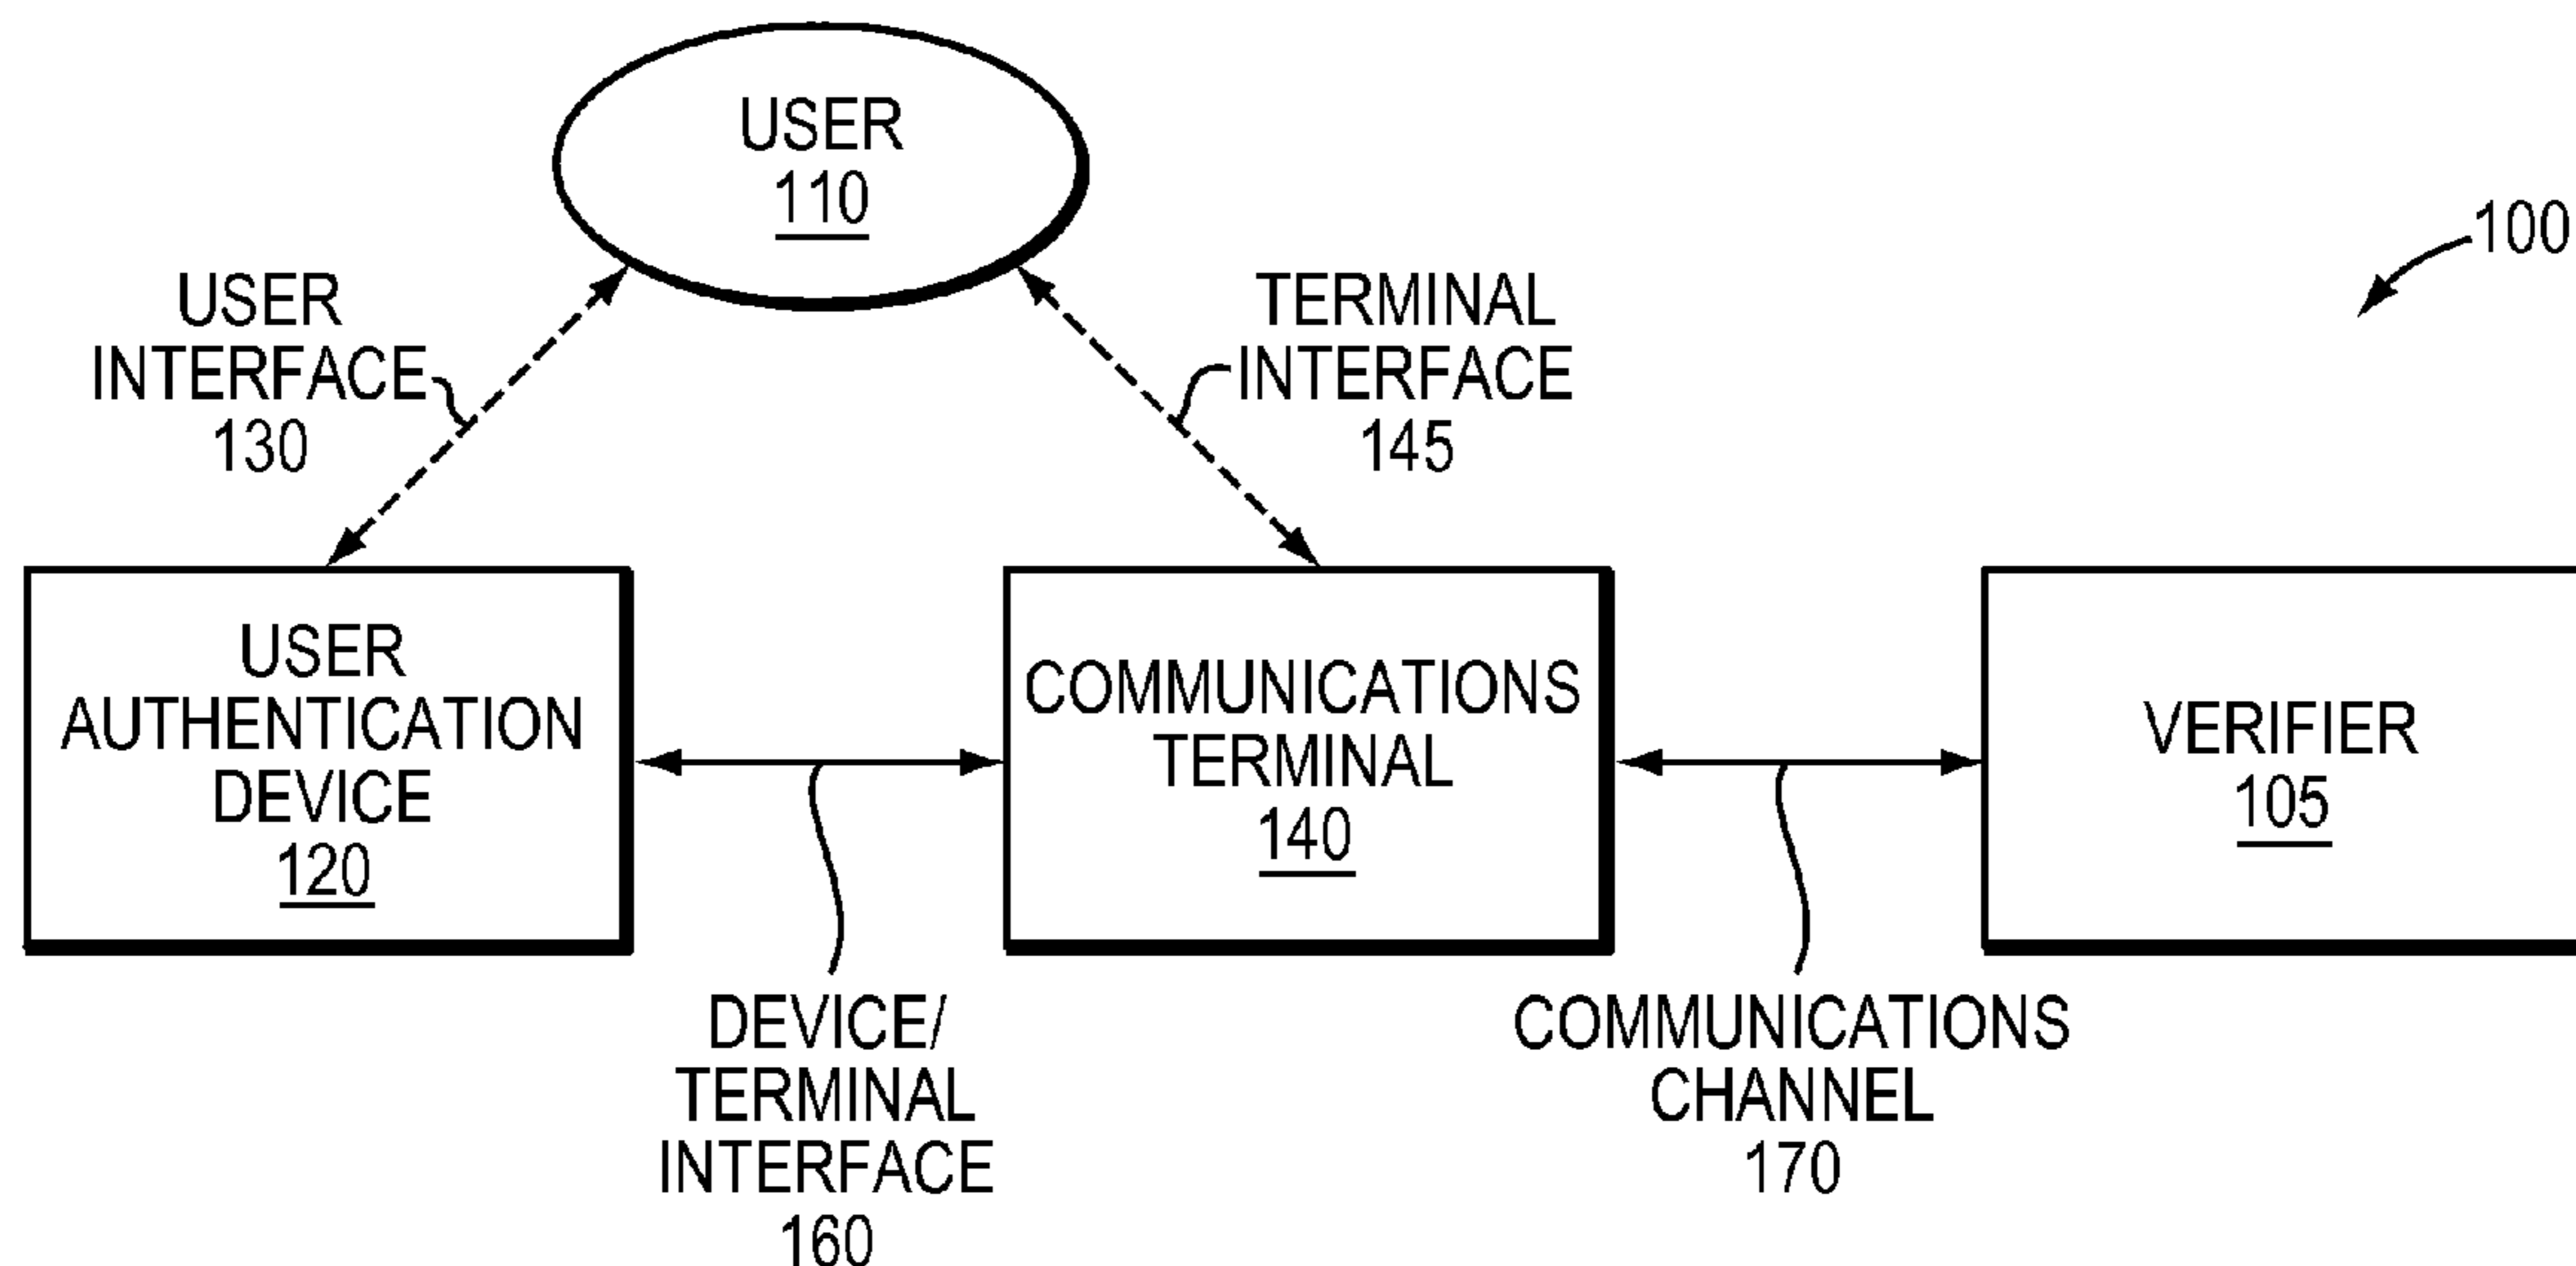 USER
110
100
USER
INTERFACE
130
TERMINAL
INTERFACE
145
USER
AUTHENTICATION
DEVICE
120
COMMUNICATIONS
TERMINAL
140
VERIFIER
105
DEVICE/
TERMINAL
INTERFACE
160
COMMUNICATIONS
CHANNEL
170